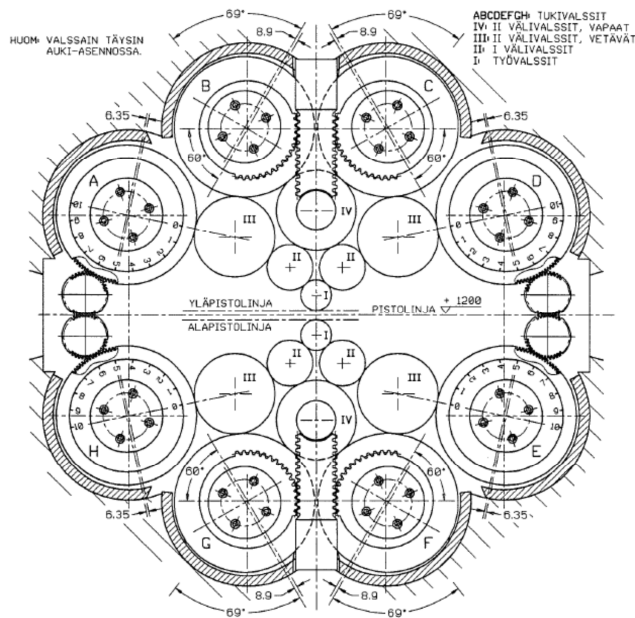 69° 69°
ABCDEFGH: TUKIVALSSIT
IV: II VÄLIVALSSIT, VAPAAT
III: II VÄLIVALSSIT, VETÄVÄT
II: I VÄLIVALSSIT
I: TYÖVALSSIT
HUOM: VALSSAIN TÄYSIN
AUKI-ASENNOSSA.
8.9 8.9
B C
6.35 6.35
60° 60°
A D
III IV III
II II
I
YLÄPISTOLINJA PISTOLINJA + 1200
ALAPISTOLINJA
I
II II
III IV III
H E
60° 60°
6.35 6.35
G F
8.9 8.9
69° 69°